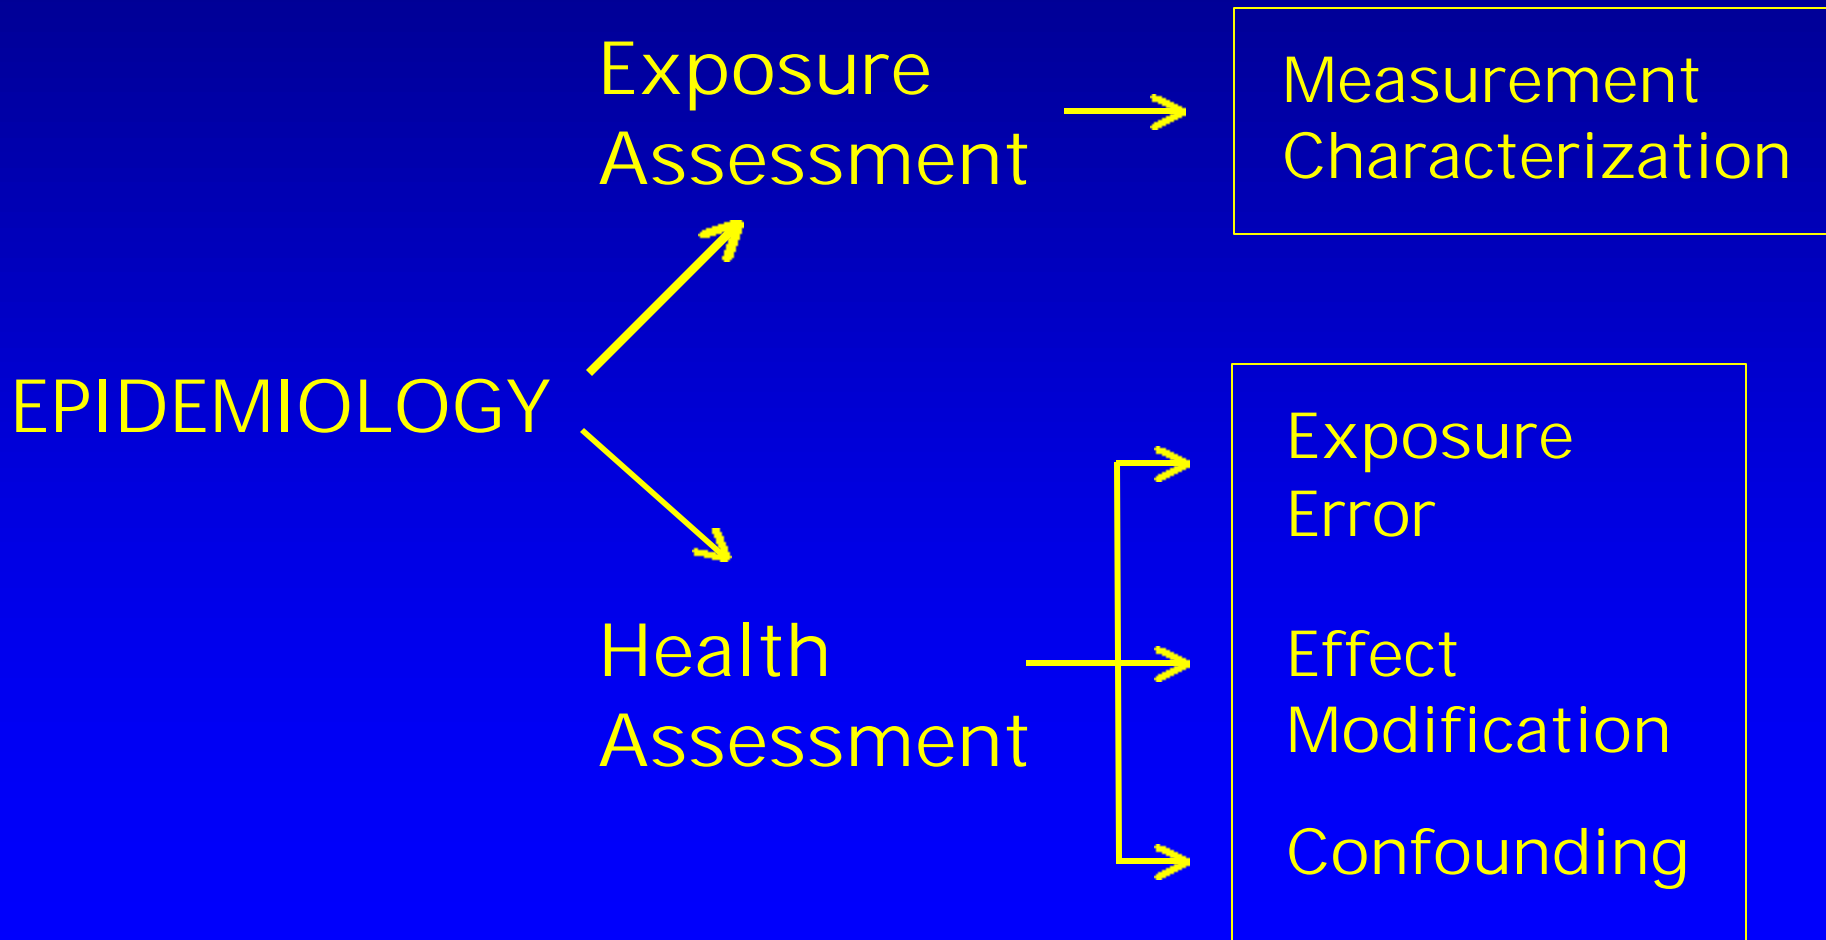 Exposure
Assessment
Measurement
Characterization
EPIDEMIOLOGY
Health
Assessment
Exposure
Error
Effect
Modification
Confounding